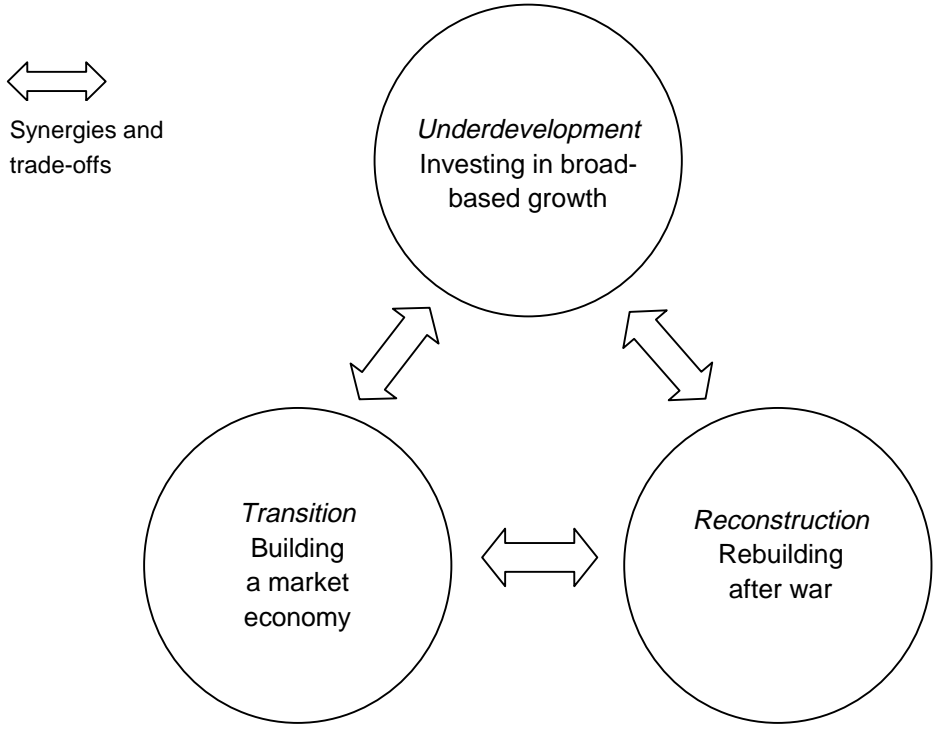 Synergies and
trade-offs
Underdevelopment
Investing in broad-
based growth
Transition
Building
a market
economy
Reconstruction
Rebuilding
after war